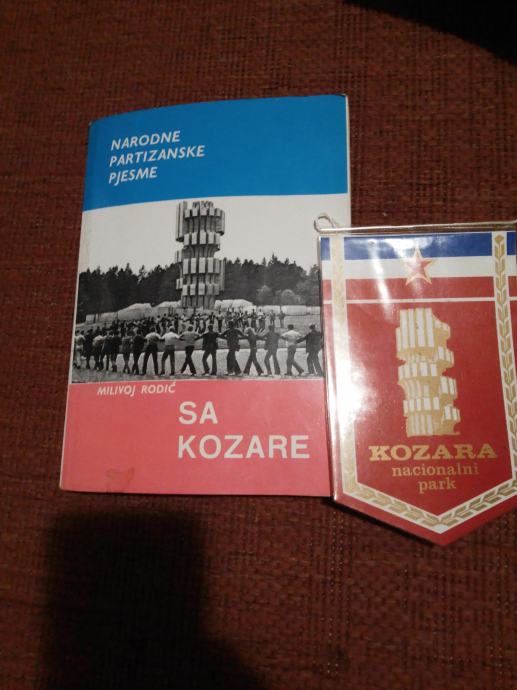 NARODNE
PARTIZANSKE
PJESME
MILIVOJ RODIĆ
SA
KOZARE
KOZARA
nacionalni
park